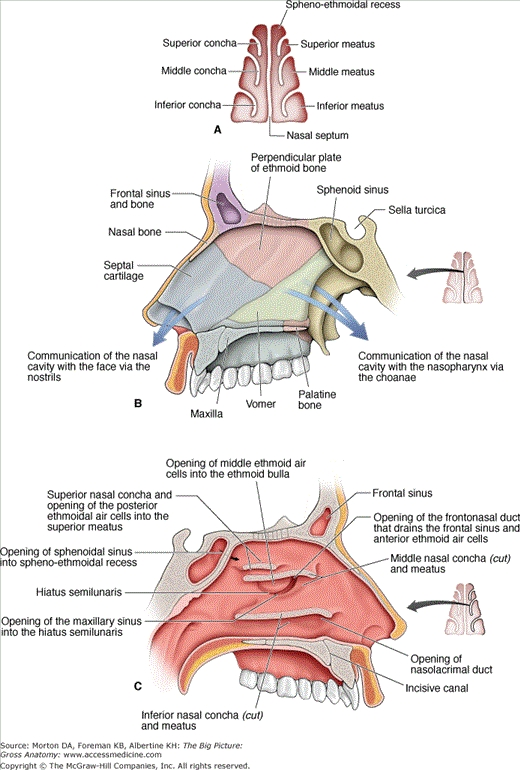 Spheno-ethmoidal recess
Superior concha
Superior meatus
Middle concha
Middle meatus
Inferior concha
Inferior meatus
A
Nasal septum
Perpendicular plate
of ethmoid bone
Frontal sinus
and bone
Sphenoid sinus
Sella turcica
Nasal bone
Septal
cartilage
Communication of the nasal
cavity with the face via the
nostrils
Communication of the nasal
cavity with the nasopharynx via
the choanae
B
Maxilla
Vomer
Palatine
bone
Opening of middle ethmoid air
cells into the ethmoid bulla
Superior nasal concha and
opening of the posterior
ethmoidal air cells into the
superior meatus
Frontal sinus
Opening of the frontonasal duct
that drains the frontal sinus and
anterior ethmoid air cells
Opening of sphenoidal sinus
into spheno-ethmoidal recess
Middle nasal concha (cut)
and meatus
Hiatus semilunaris
Opening of the maxillary sinus
into the hiatus semilunaris
Opening of
nasolacrimal duct
Incisive canal
C
Inferior nasal concha (cut)
and meatus
Source: Morton DA, Foreman KB, Albertine KH: The Big Picture:
Gross Anatomy: www.accessmedicine.com
Copyright © The McGraw-Hill Companies, Inc. All rights reserved.